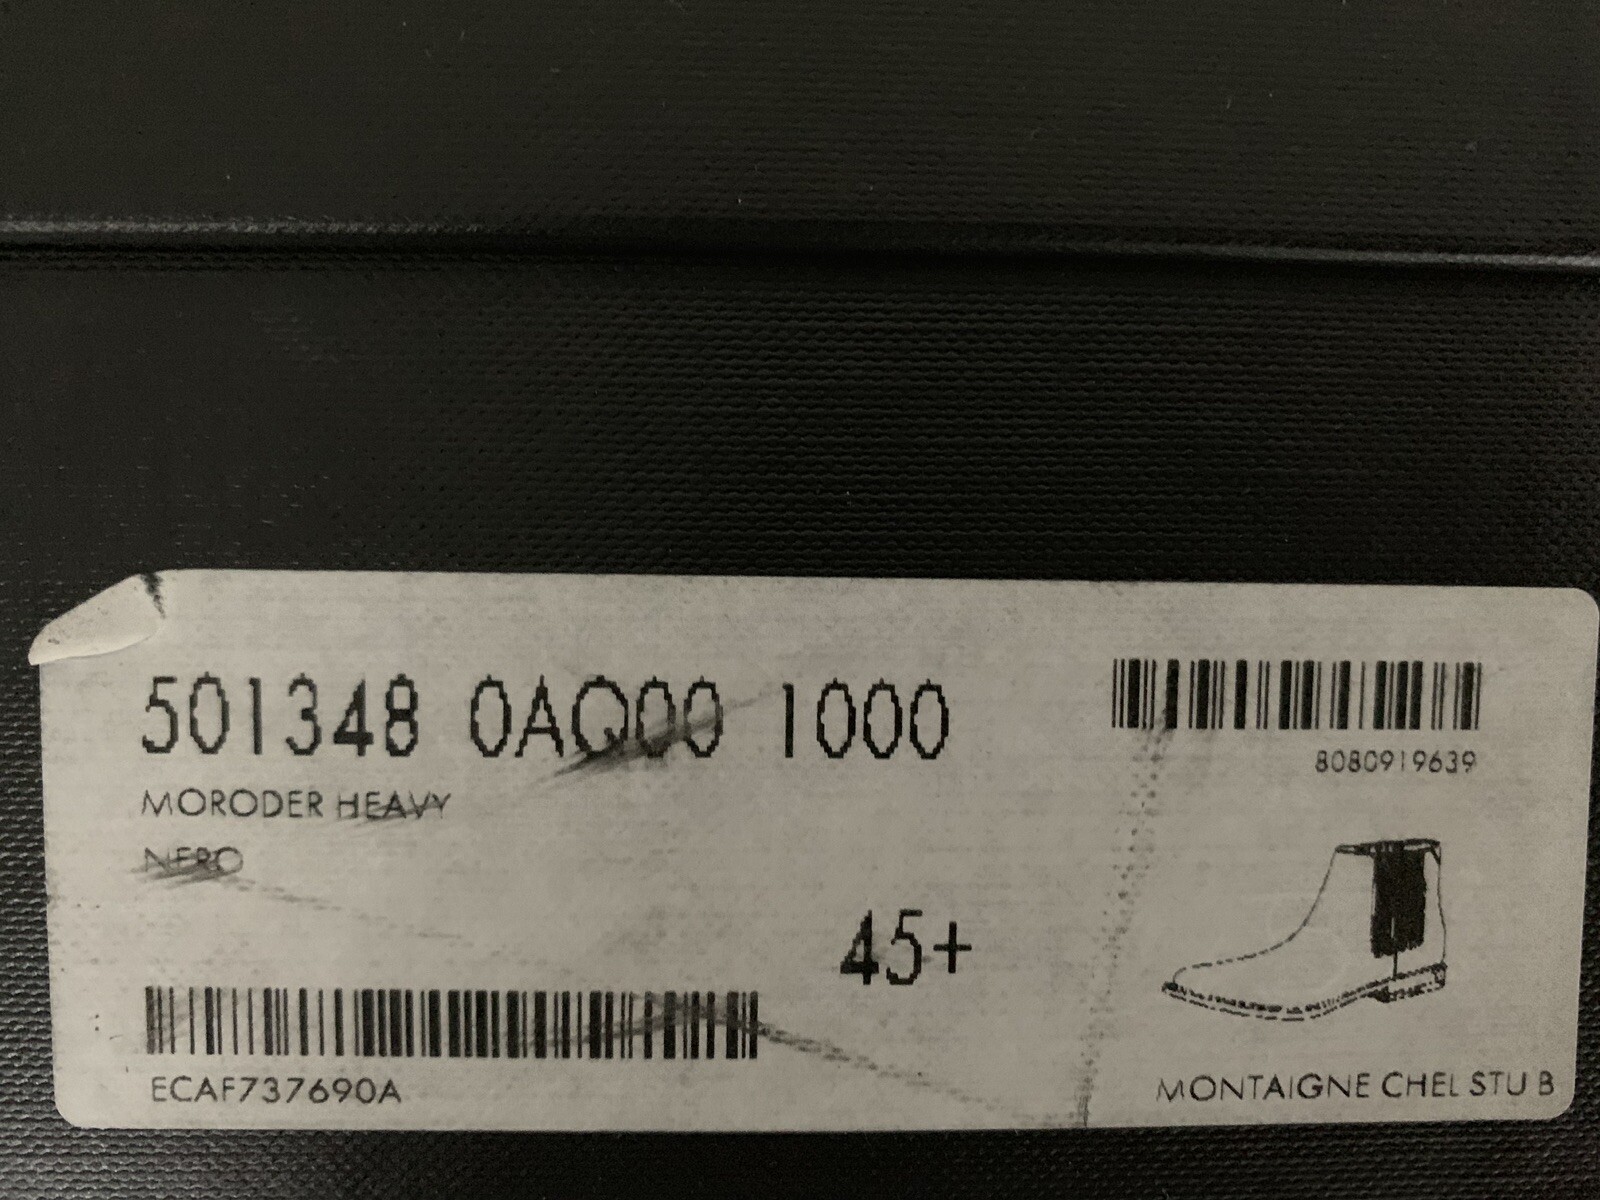 501348 0AQ00 1000
8080919639
MORODER HEAVY
NERO
45+
ECAF737690A
MONTAIGNE CHEL STU B